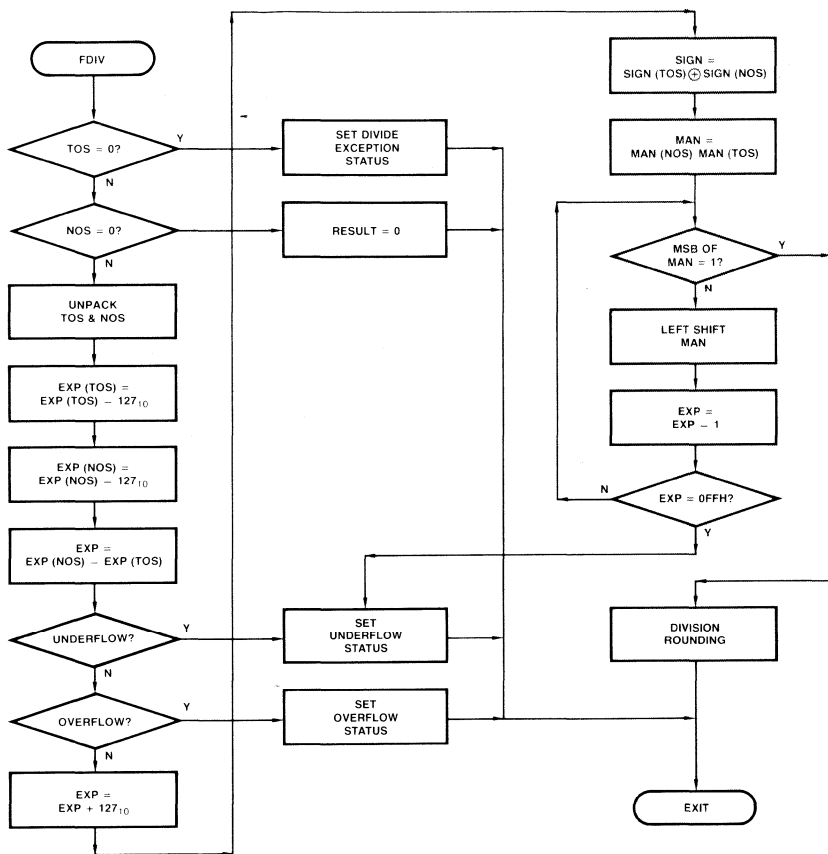 FDIV
TOS = 0?
Y
N
SET DIVIDE
EXCEPTION
STATUS
NOS = 0?
Y
N
RESULT = 0
UNPACK
TOS & NOS
EXP (TOS) =
EXP (TOS) – 127₁₀
EXP (NOS) =
EXP (NOS) – 127₁₀
EXP =
EXP (NOS) – EXP (TOS)
UNDERFLOW?
Y
N
SET
UNDERFLOW
STATUS
OVERFLOW?
Y
N
SET
OVERFLOW
STATUS
EXP =
EXP + 127₁₀
SIGN =
SIGN (TOS) ⊕ SIGN (NOS)
MAN =
MAN (NOS) MAN (TOS)
MSB OF
MAN = 1?
Y
N
LEFT SHIFT
MAN
EXP =
EXP – 1
EXP = 0FFH?
N
Y
DIVISION
ROUNDING
EXIT